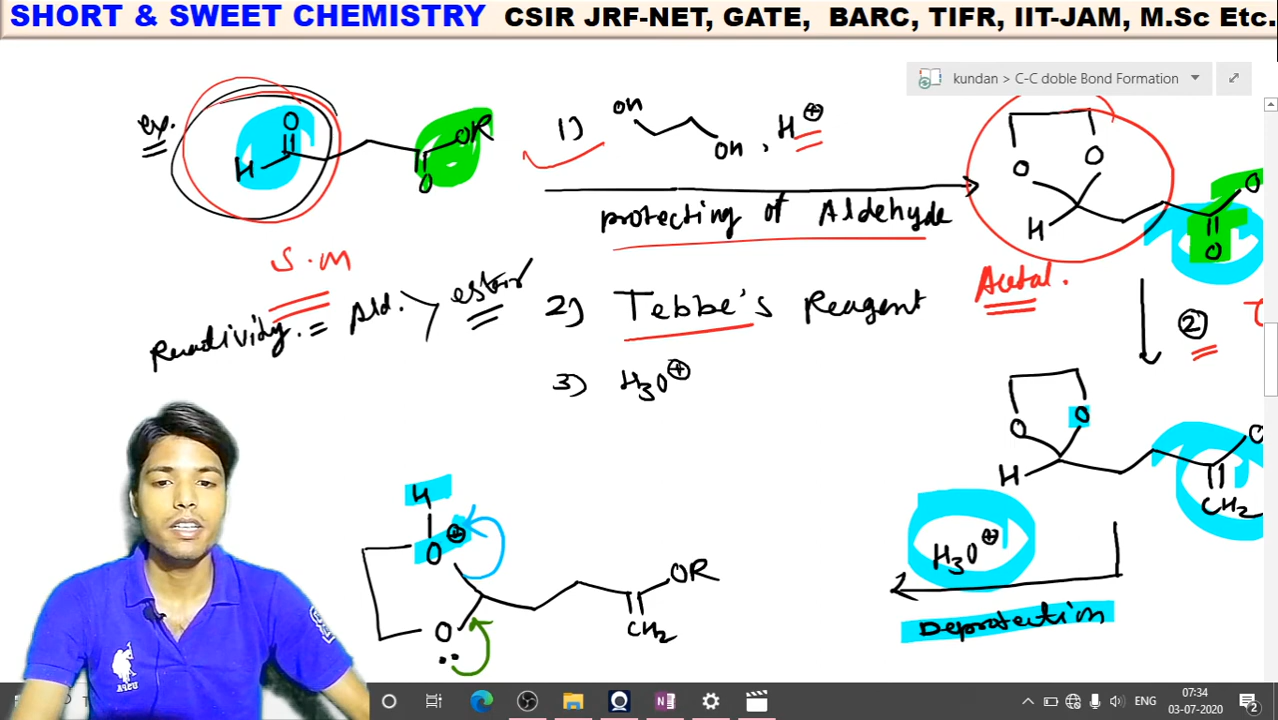 SHORT & SWEET CHEMISTRY CSIR JRF-NET, GATE, BARC, TIFR, IIT-JAM, M.Sc Etc.
kundan > C-C doble Bond Formation
ex.
H
O
OR
O
1)
OH
OH
, H⊕
protecting of Aldehyde
O
O
H
O
O
S.M
Acetal.
Reactivity. = Ald. > ester
2) Tebbe's Reagent
②
3) H3O⊕
O
O
H
O
CH2
H
O⊕
O
OR
CH2
H3O⊕
Deprotection
ENG
07:34
03-07-2020
2